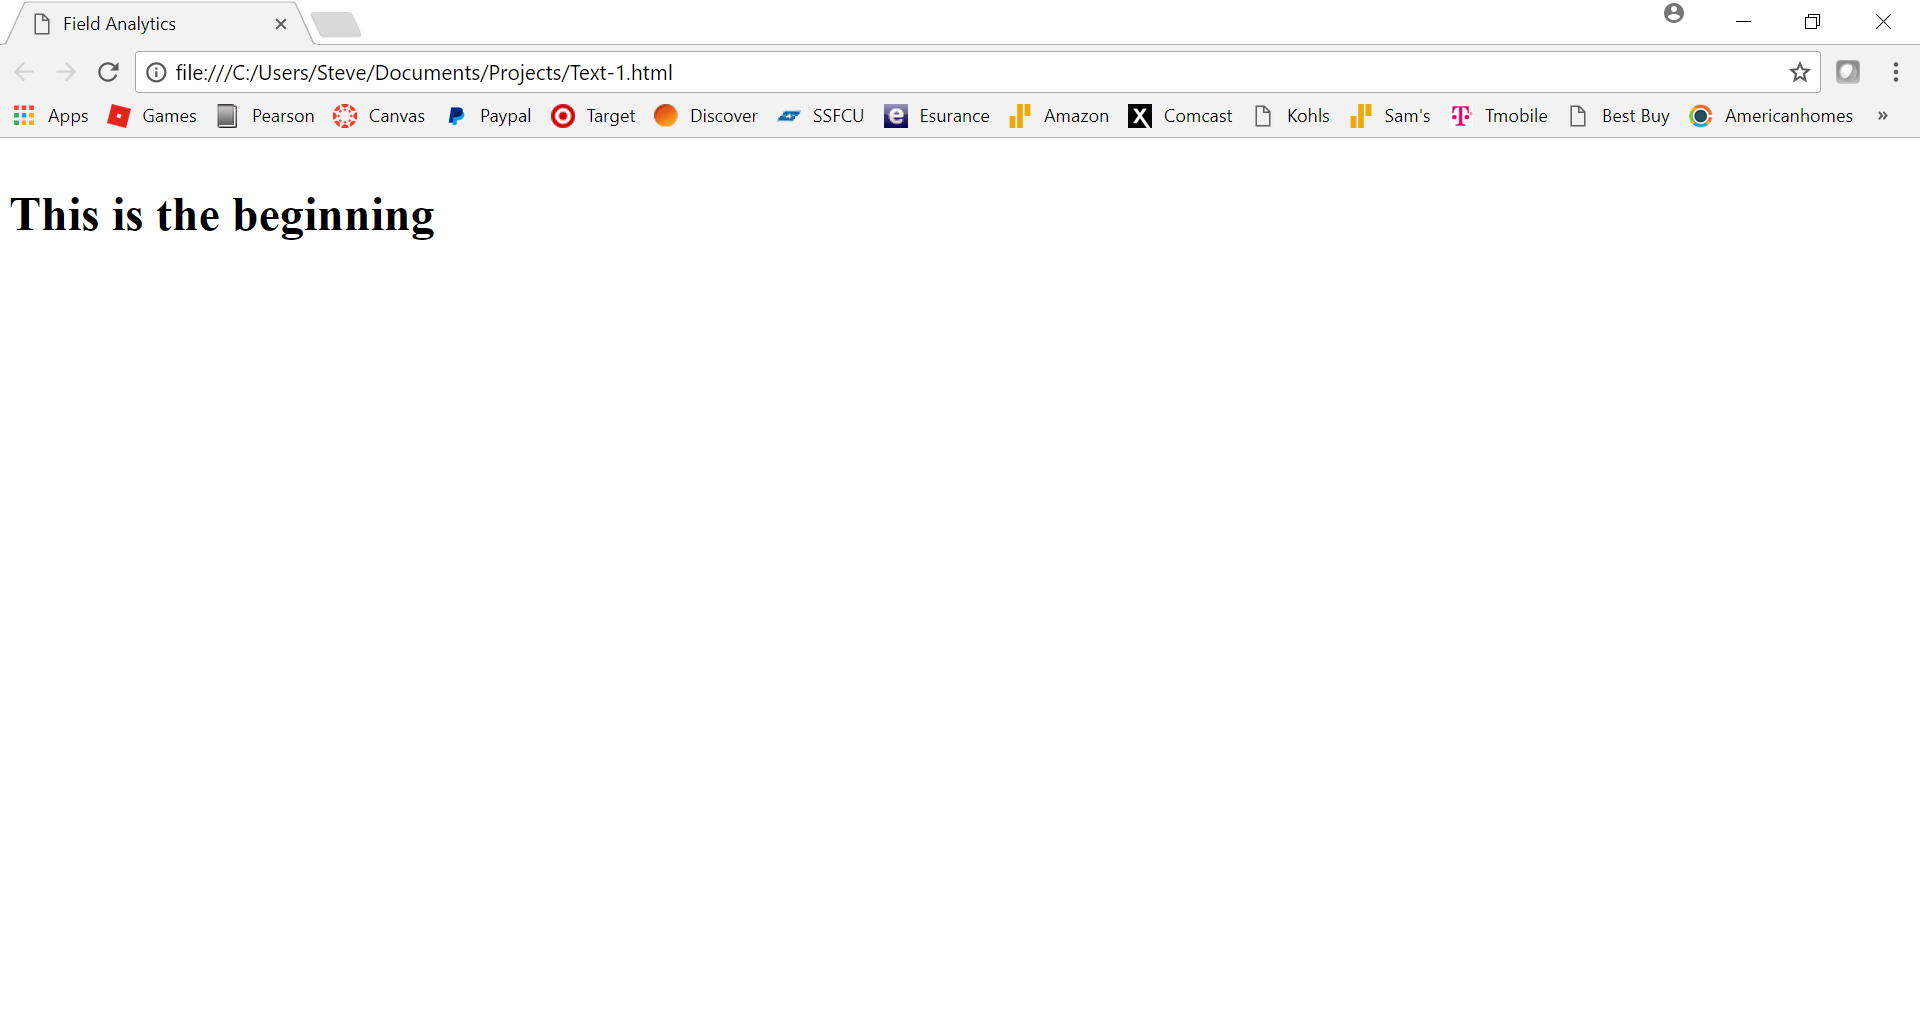 Field Analytics
file:///C:/Users/Steve/Documents/Projects/Text-1.html
Apps Games Pearson Canvas Paypal Target Discover SSFCU e Esurance Amazon X Comcast Kohls Sam's T Tmobile Best Buy Americanhomes »
This is the beginning